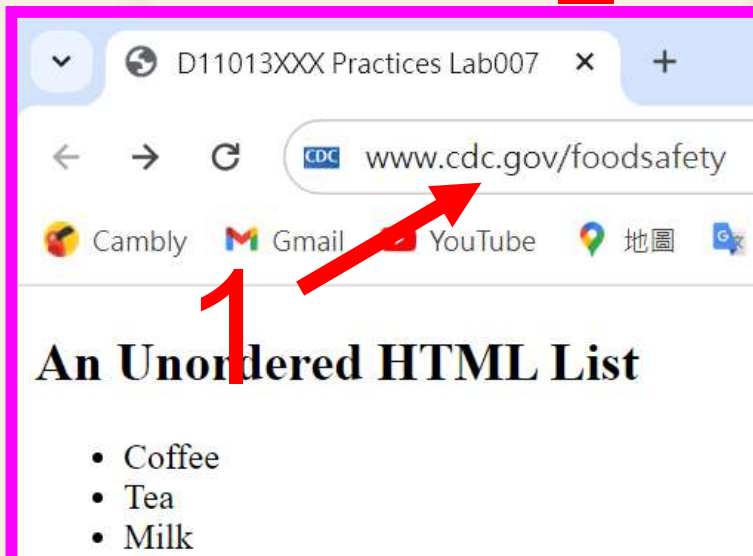 D11013XXX Practices Lab007
CDC www.cdc.gov/foodsafety
Cambly Gmail YouTube 地圖
1
An Unordered HTML List
• Coffee
• Tea
• Milk